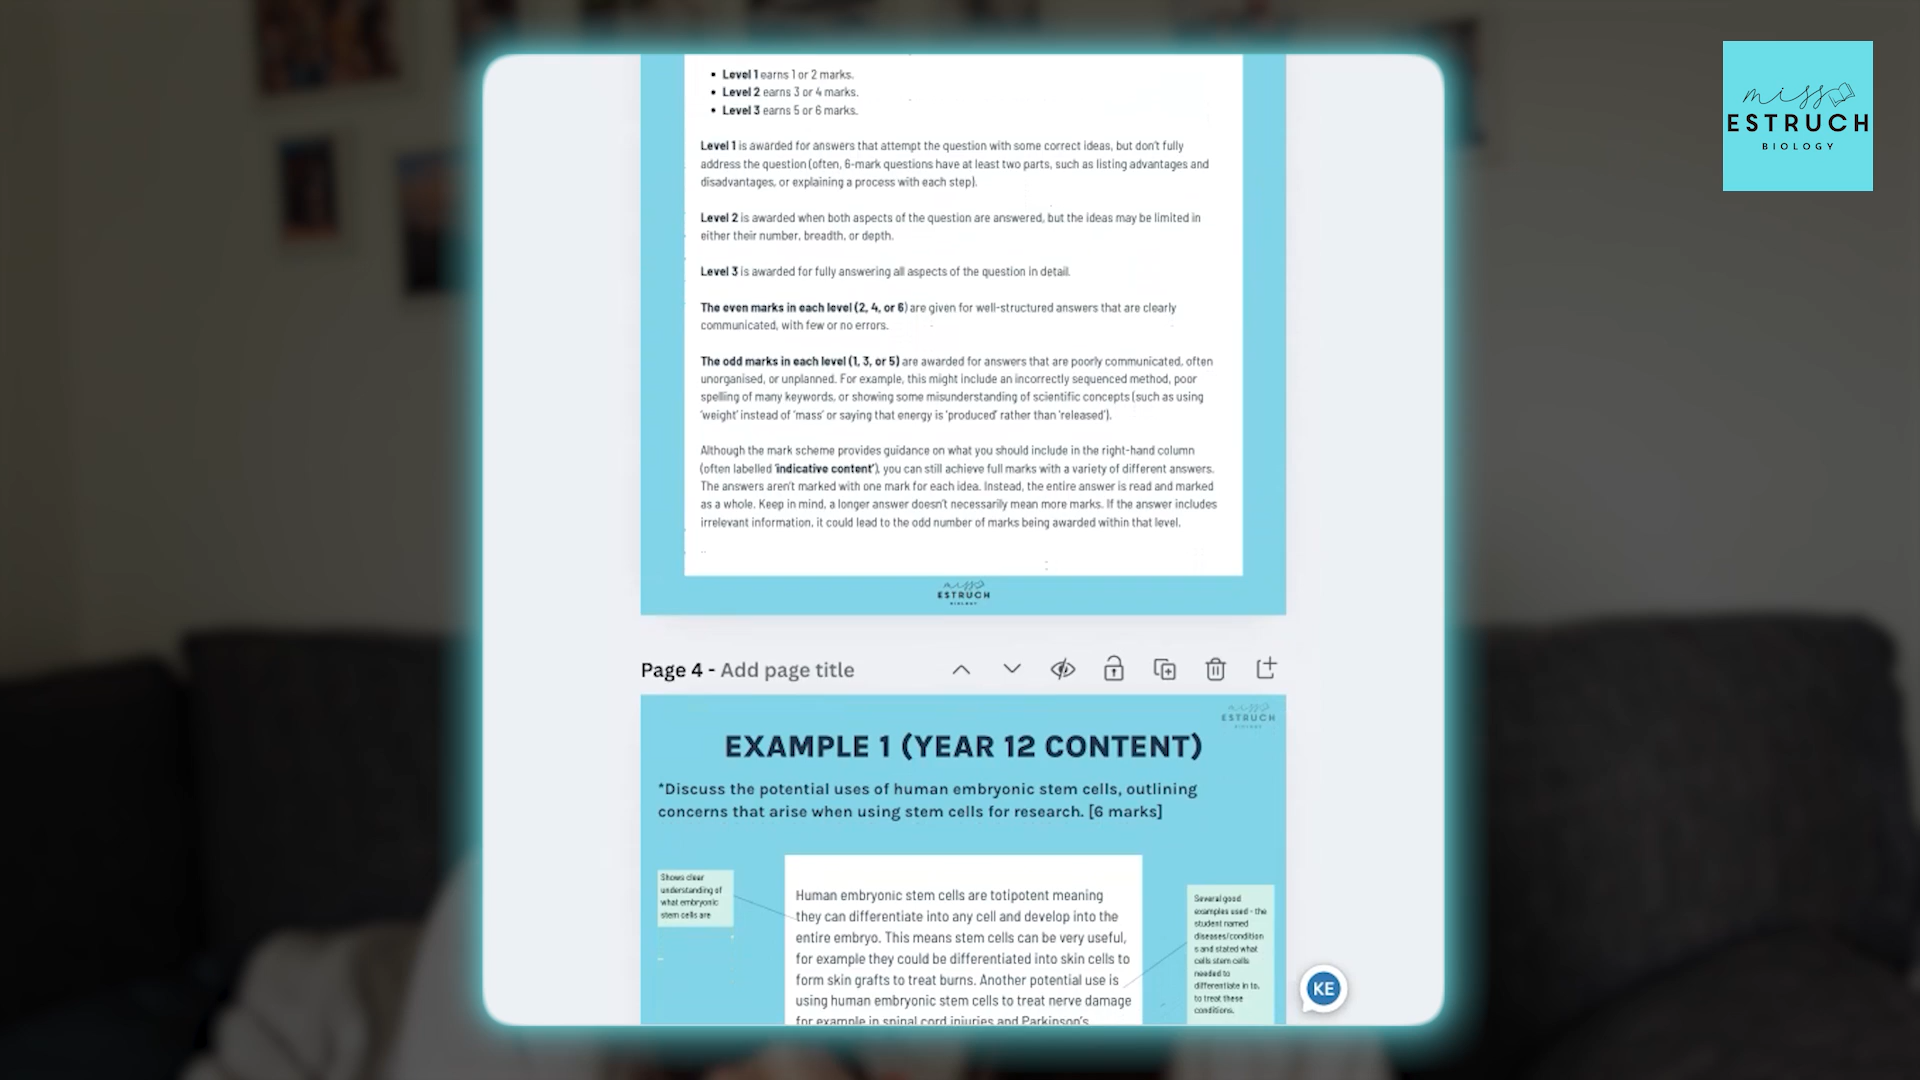 miss
ESTRUCH
BIOLOGY
• Level 1 earns 1 or 2 marks.
• Level 2 earns 3 or 4 marks.
• Level 3 earns 5 or 6 marks.
Level 1 is awarded for answers that attempt the question with some correct ideas, but don't fully
address the question (often, 6-mark questions have at least two parts, such as listing advantages and
disadvantages, or explaining a process with each step).
Level 2 is awarded when both aspects of the question are answered, but the ideas may be limited in
either their number, breadth, or depth.
Level 3 is awarded for fully answering all aspects of the question in detail.
The even marks in each level (2, 4, or 6) are given for well-structured answers that are clearly
communicated, with few or no errors.
The odd marks in each level (1, 3, or 5) are awarded for answers that are poorly communicated, often
unorganised, or unplanned. For example, this might include an incorrectly sequenced method, poor
spelling of many keywords, or showing some misunderstanding of scientific concepts (such as using
'weight' instead of 'mass' or saying that energy is 'produced' rather than 'released').
Although the mark scheme provides guidance on what you should include in the right-hand column
(often labelled 'indicative content'), you can still achieve full marks with a variety of different answers.
The answers aren't marked with one mark for each idea. Instead, the entire answer is read and marked
as a whole. Keep in mind, a longer answer doesn't necessarily mean more marks. If the answer includes
irrelevant information, it could lead to the odd number of marks being awarded within that level.
miss
ESTRUCH
BIOLOGY
Page 4 - Add page title
miss
ESTRUCH
BIOLOGY
EXAMPLE 1 (YEAR 12 CONTENT)
*Discuss the potential uses of human embryonic stem cells, outlining
concerns that arise when using stem cells for research. [6 marks]
Shows clear
understanding of
what embryonic
stem cells are
Human embryonic stem cells are totipotent meaning
they can differentiate into any cell and develop into the
entire embryo. This means stem cells can be very useful,
for example they could be differentiated into skin cells to
form skin grafts to treat burns. Another potential use is
using human embryonic stem cells to treat nerve damage
for example in spinal cord injuries and Parkinson's
Several good
examples used - the
student named
diseases/condition
s and stated what
cells stem cells
needed to
differentiate in to,
to treat these
conditions.
KE